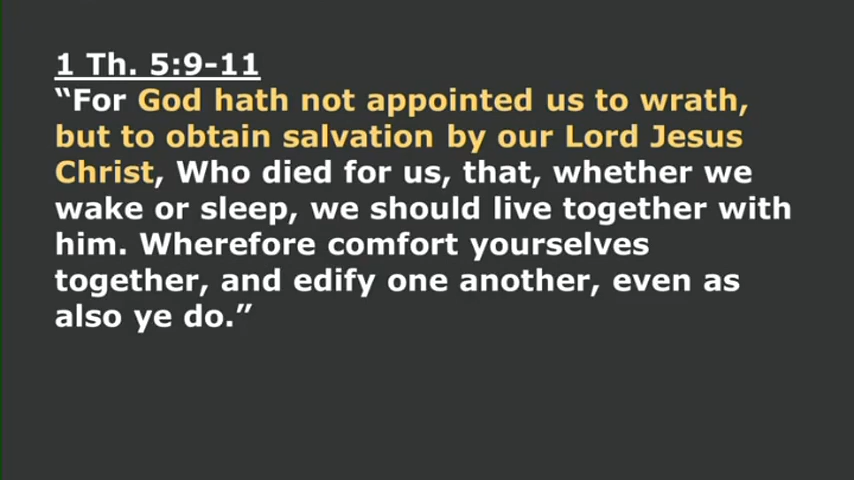 1 Th. 5:9-11
“For God hath not appointed us to wrath,
but to obtain salvation by our Lord Jesus
Christ, Who died for us, that, whether we
wake or sleep, we should live together with
him. Wherefore comfort yourselves
together, and edify one another, even as
also ye do.”